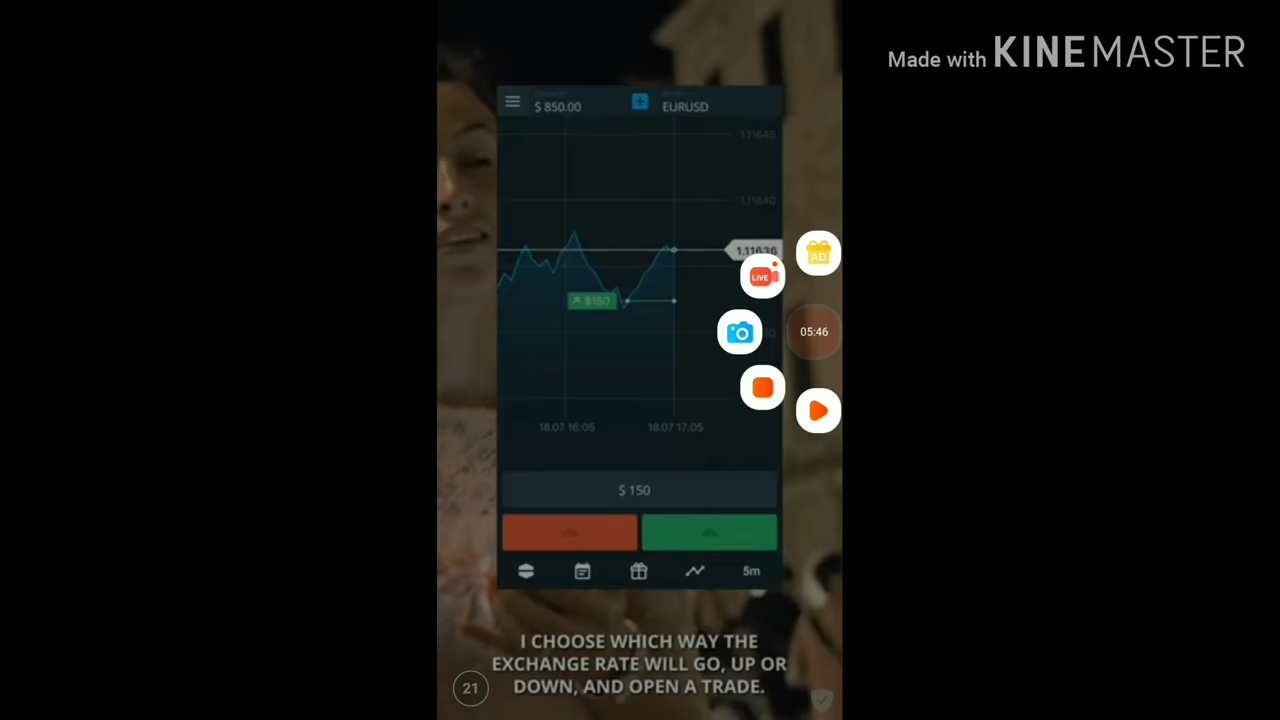 Made with KINEMASTER
$ 850.00
EURUSD
1.11645
1.11640
1.11636
AD
LIVE
$150
05:46
18.07 16:05
18.07 17:05
$ 150
5m
I CHOOSE WHICH WAY THE
EXCHANGE RATE WILL GO, UP OR
DOWN, AND OPEN A TRADE.
21